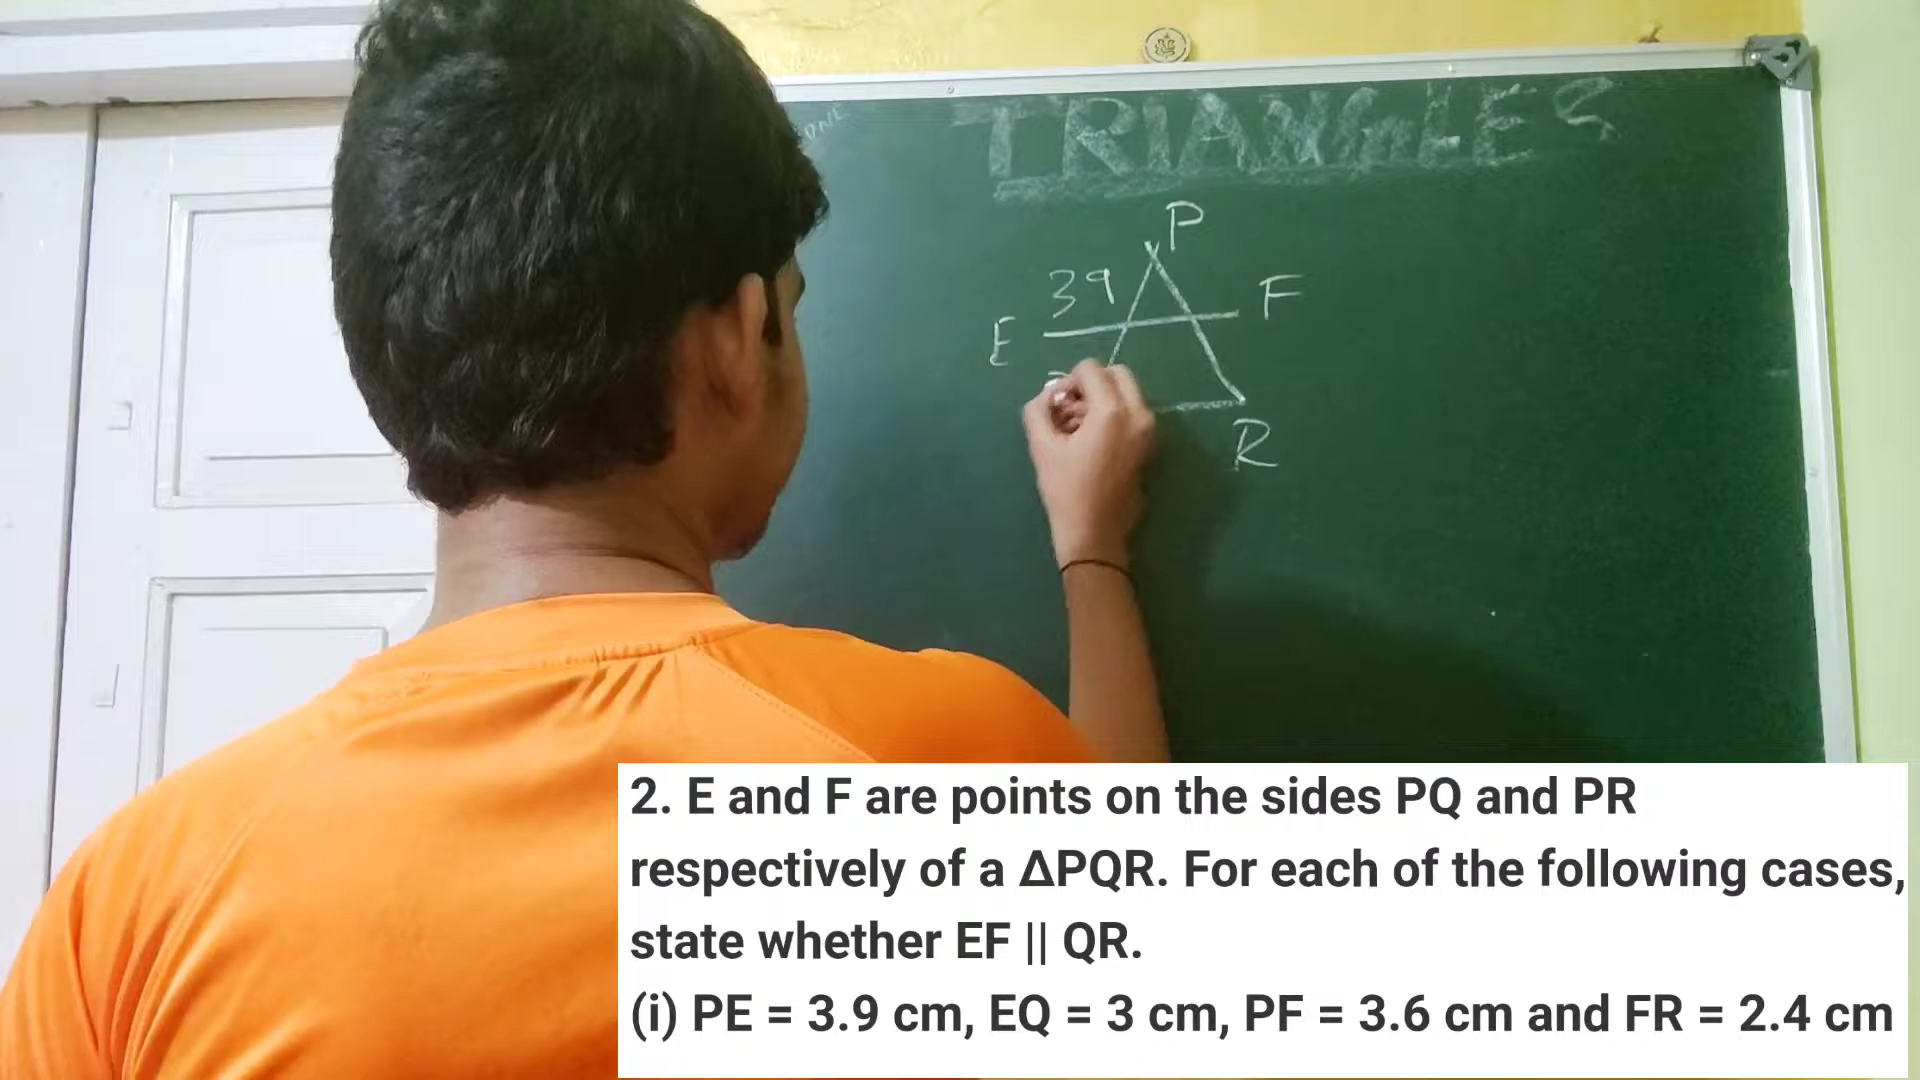 ONE
TRIANGLES
P
39
F
E
R
2. E and F are points on the sides PQ and PR
respectively of a ΔPQR. For each of the following cases,
state whether EF || QR.
(i) PE = 3.9 cm, EQ = 3 cm, PF = 3.6 cm and FR = 2.4 cm